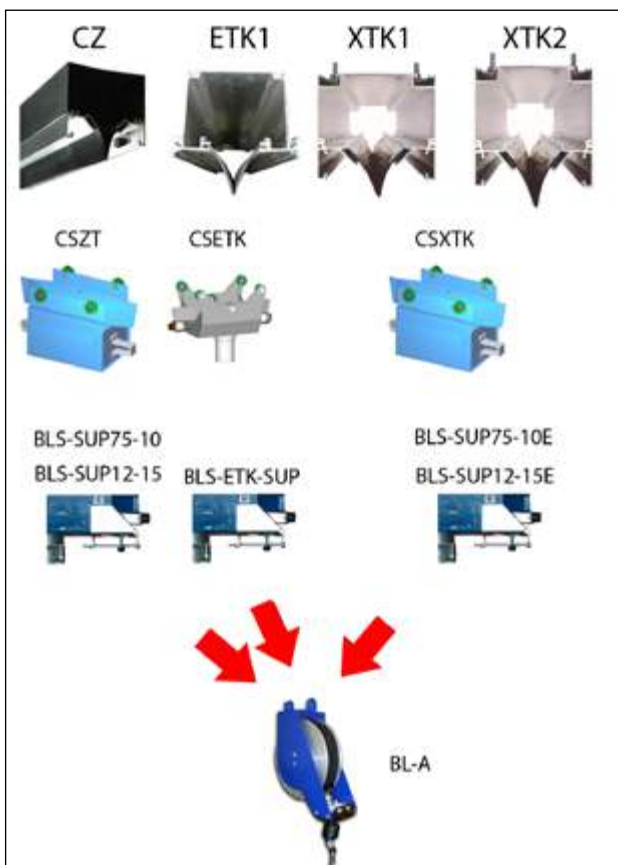 CZ ETK1 XTK1 XTK2
CSZT CSETK CSXTK
BLS-SUP75-10 BLS-SUP75-10E
BLS-SUP12-15 BLS-ETK-SUP BLS-SUP12-15E
BL-A